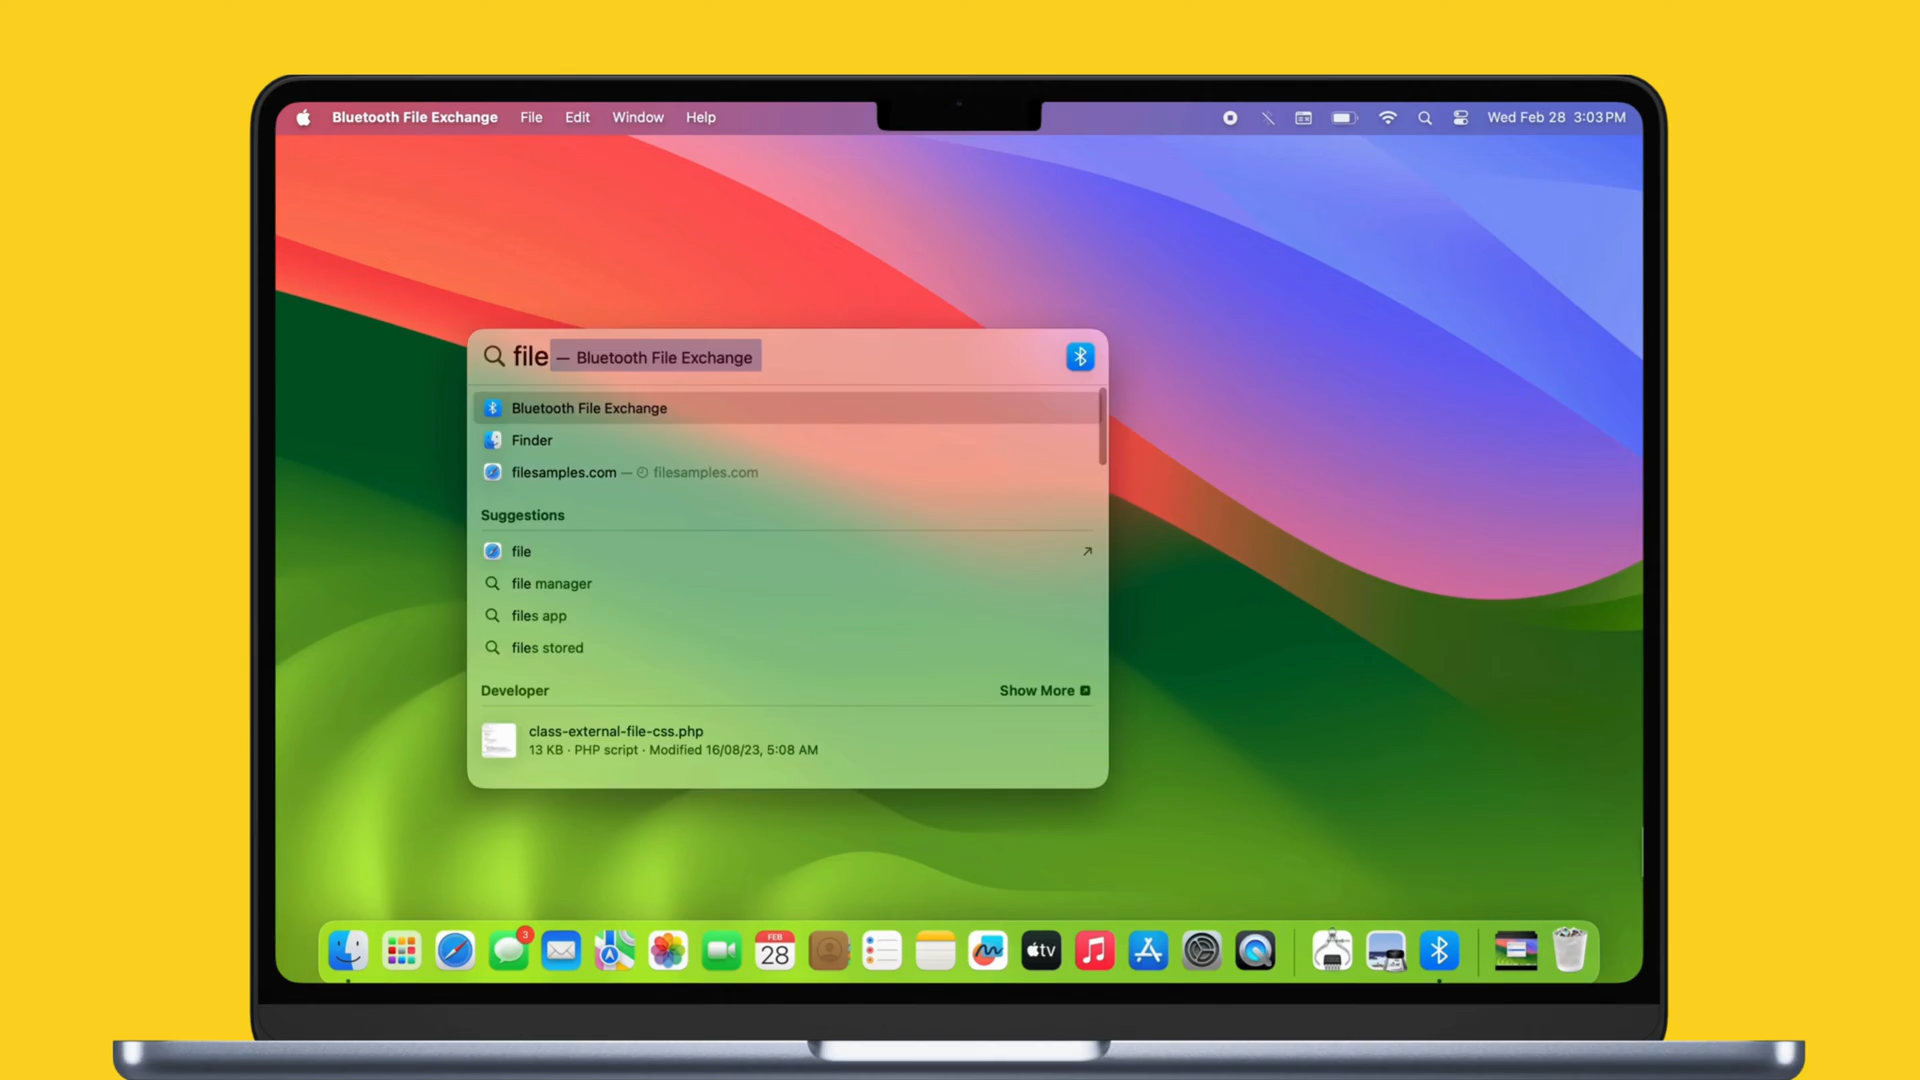 Bluetooth File Exchange File Edit Window Help Wed Feb 28 3:03 PM
file — Bluetooth File Exchange
Bluetooth File Exchange
Finder
filesamples.com — filesamples.com
Suggestions
file
file manager
files app
files stored
Developer Show More
class-external-file-css.php
13 KB · PHP script · Modified 16/08/23, 5:08 AM
3
FEB
28
tv